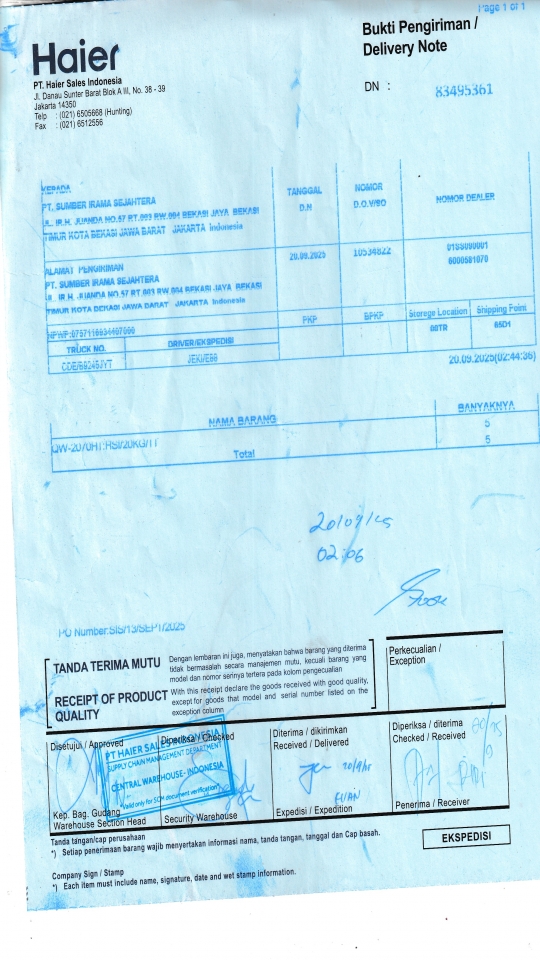 Page 1 of 1
Haier
Bukti Pengiriman /
Delivery Note
PT. Haier Sales Indonesia
Jl. Danau Sunter Barat Blok A III, No. 38 - 39
Jakarta 14350
Telp : (021) 6505668 (Hunting)
Fax : (021) 6512556
DN : 83495361
KEPADA
PT. SUMBER IRAMA SEJAHTERA
JL. IR.H. JUANDA NO.57 RT.003 RW.004 BEKASI JAYA BEKASI
TIMUR KOTA BEKASI JAWA BARAT JAKARTA Indonesia
TANGGAL
D.N
NOMOR
D.O.V/SO
NOMOR DEALER
ALAMAT PENGIRIMAN
PT. SUMBER IRAMA SEJAHTERA
JL. IR.H. JUANDA NO.57 RT.003 RW.004 BEKASI JAYA BEKASI
TIMUR KOTA BEKASI JAWA BARAT JAKARTA Indonesia
20.09.2025
10534822
6000581070
NPWP:
PKP
BPKP
Storege Location
Shipping Point
00TR
85D1
TRUCK NO.
DRIVER/EKSPEDISI
20.09.2025(02:44:36)
NAMA BARANG
BANYAKNYA
5
Total
5
20/09/25
02:06
PO Number:SIS/13/SEPT/2025
TANDA TERIMA MUTU
Dengan lembaran ini juga, menyatakan bahwa barang yang diterima
tidak bermasalah secara manajemen mutu, kecuali barang yang
model dan nomor serinya tertera pada kolom pengecualian
RECEIPT OF PRODUCT
QUALITY
With this receipt declare the goods received with good quality,
except for goods that model and serial number listed on the
exception column
Perkecualian /
Exception
Disetujui / Approved
Diperiksa / Checked
Diterima / dikirimkan
Received / Delivered
Diperiksa / diterima
Checked / Received
PT HAIER SALES INDONESIA
SUPPLY CHAIN MANAGEMENT DEPARTMENT
CENTRAL WAREHOUSE- INDONESIA
*Valid only for SCM document verification*
20/9/25
Kep. Bag. Gudang
Warehouse Section Head
Security Warehouse
Expedisi / Expedition
Penerima / Receiver
Tanda tangan/cap perusahaan
*) Setiap penerimaan barang wajib menyertakan informasi nama, tanda tangan, tanggal dan Cap basah.
EKSPEDISI
Company Sign / Stamp
*) Each item must include name, signature, date and wet stamp information.